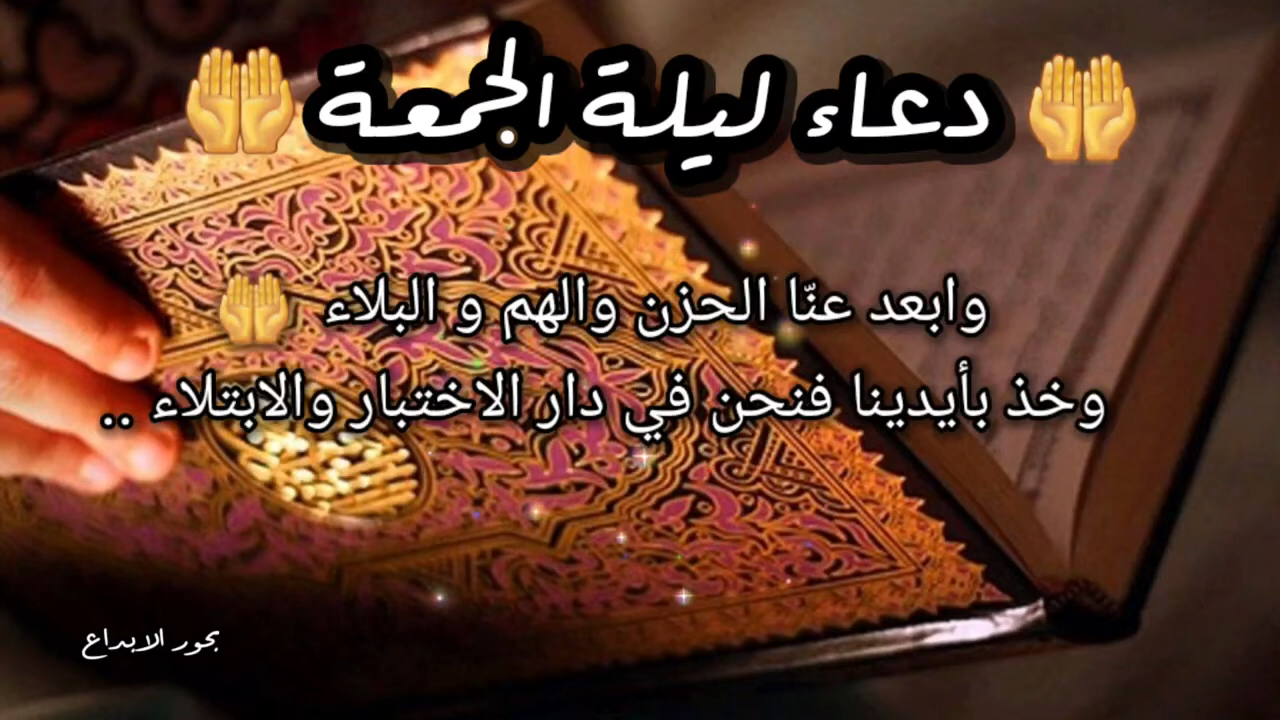 🤲 دعاء ليلة الجمعة 🤲
وابعد عنّا الحزن والهم و البلاء 🤲
وخذ بأيدينا فنحن في دار الاختبار والابتلاء ..
بحور الابداع